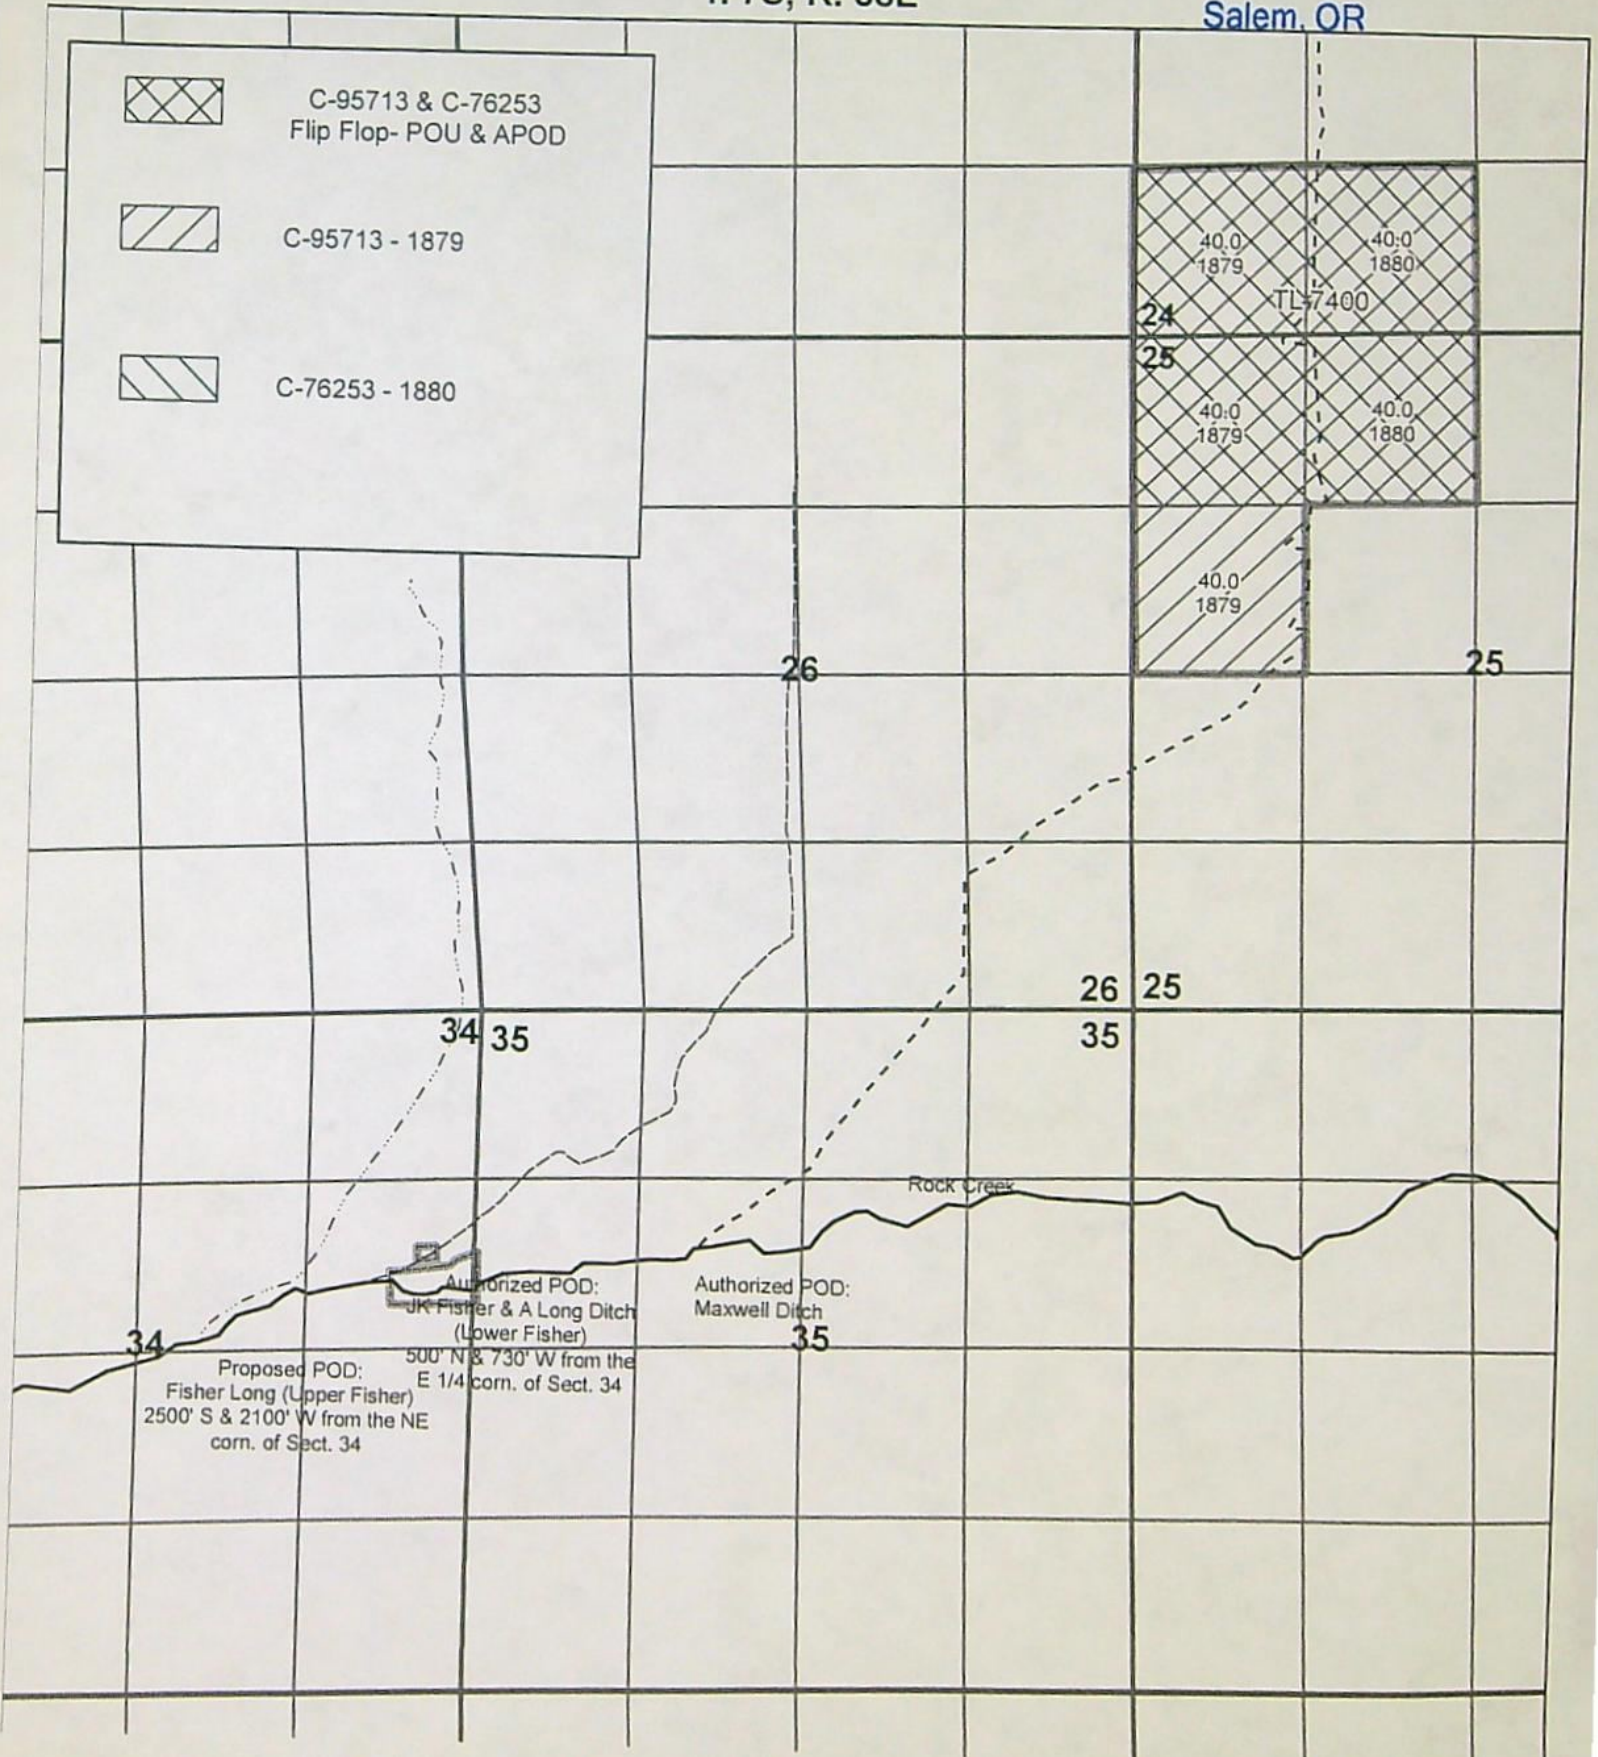 Salem, OR
C-95713 & C-76253
Flip Flop- POU & APOD
C-95713 - 1879
C-76253 - 1880
40.0
1879
40.0
1880
TL-7400
24
25
40.0
1879
40.0
1880
40.0
1879
26
25
26 25
34 35
35
Rock Creek
Authorized POD:
JK Fisher & A Long Ditch
(Lower Fisher)
500' N & 730' W from the
E 1/4 corn. of Sect. 34
Authorized POD:
Maxwell Ditch
35
34
Proposed POD:
Fisher Long (Upper Fisher)
2500' S & 2100' W from the NE
corn. of Sect. 34